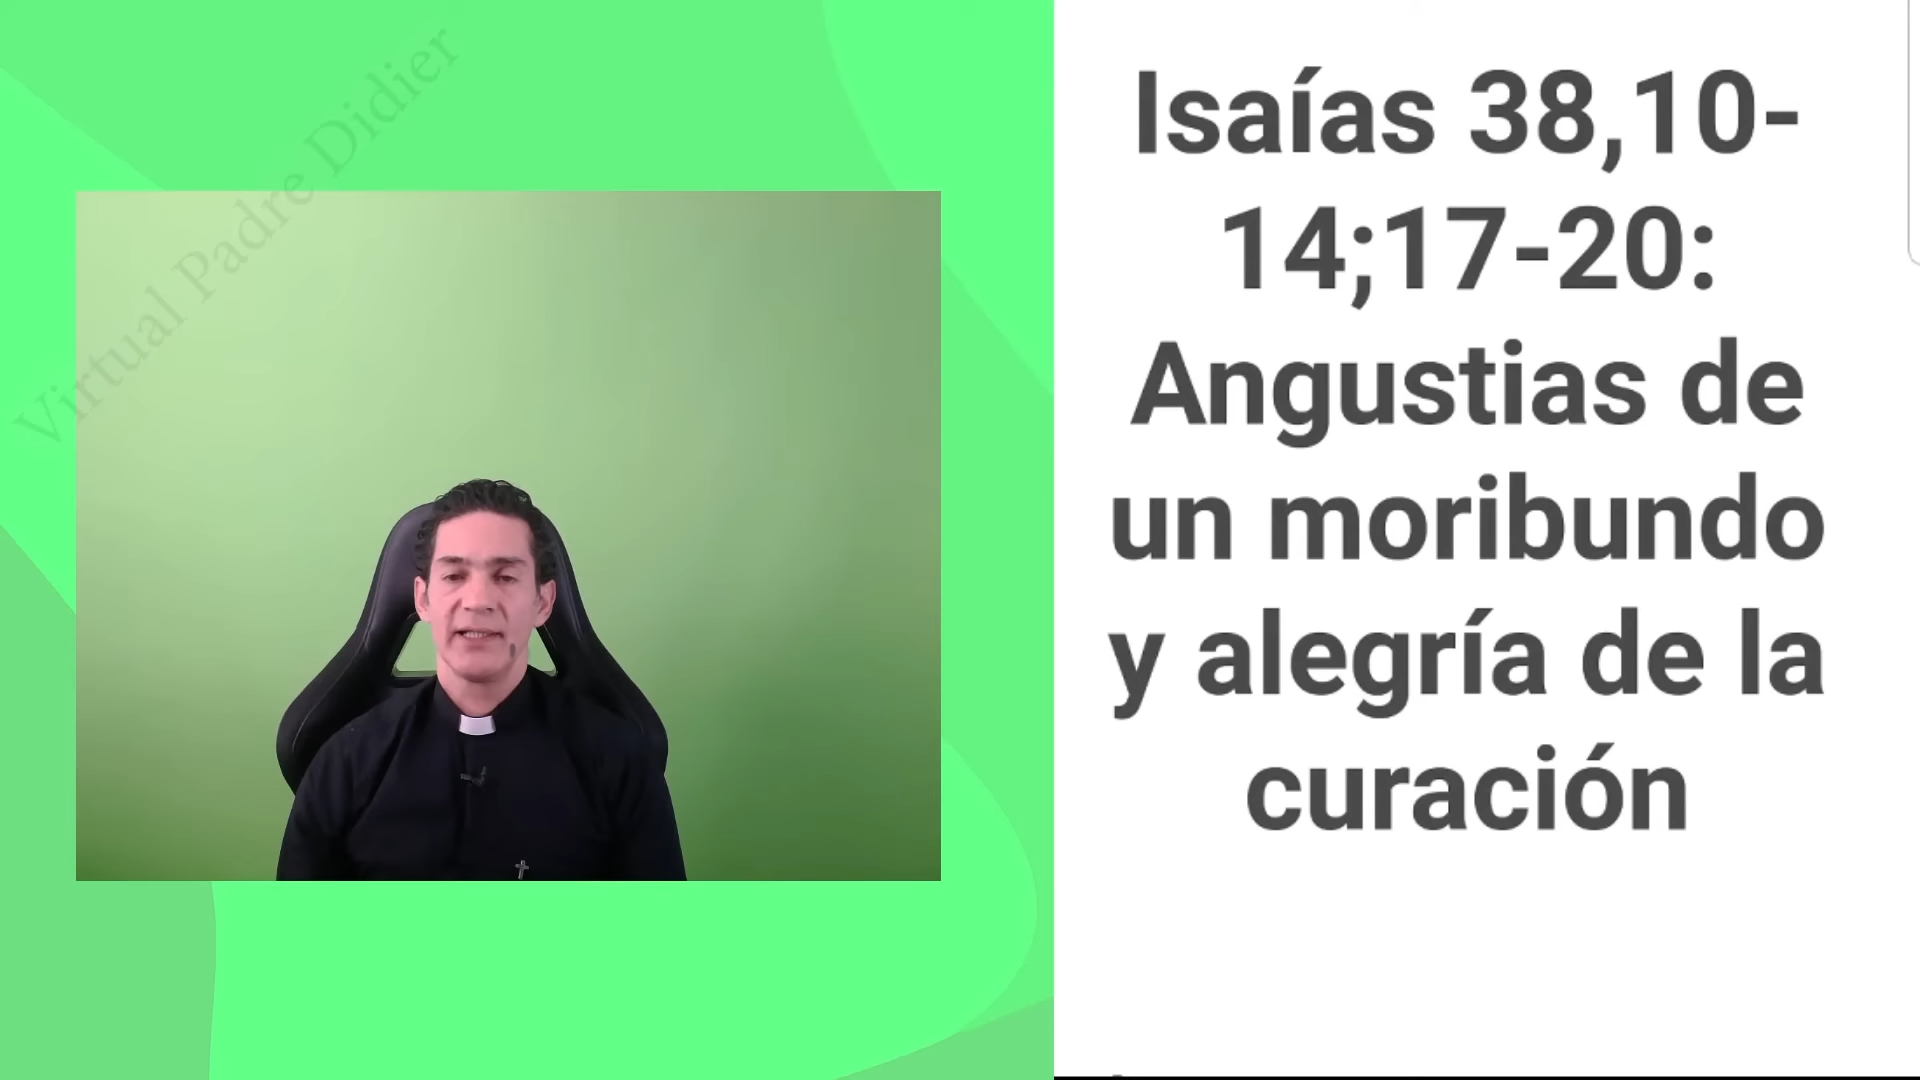 Virtual Padre Didier
Isaías 38,10-
14;17-20:
Angustias de
un moribundo
y alegría de la
curación